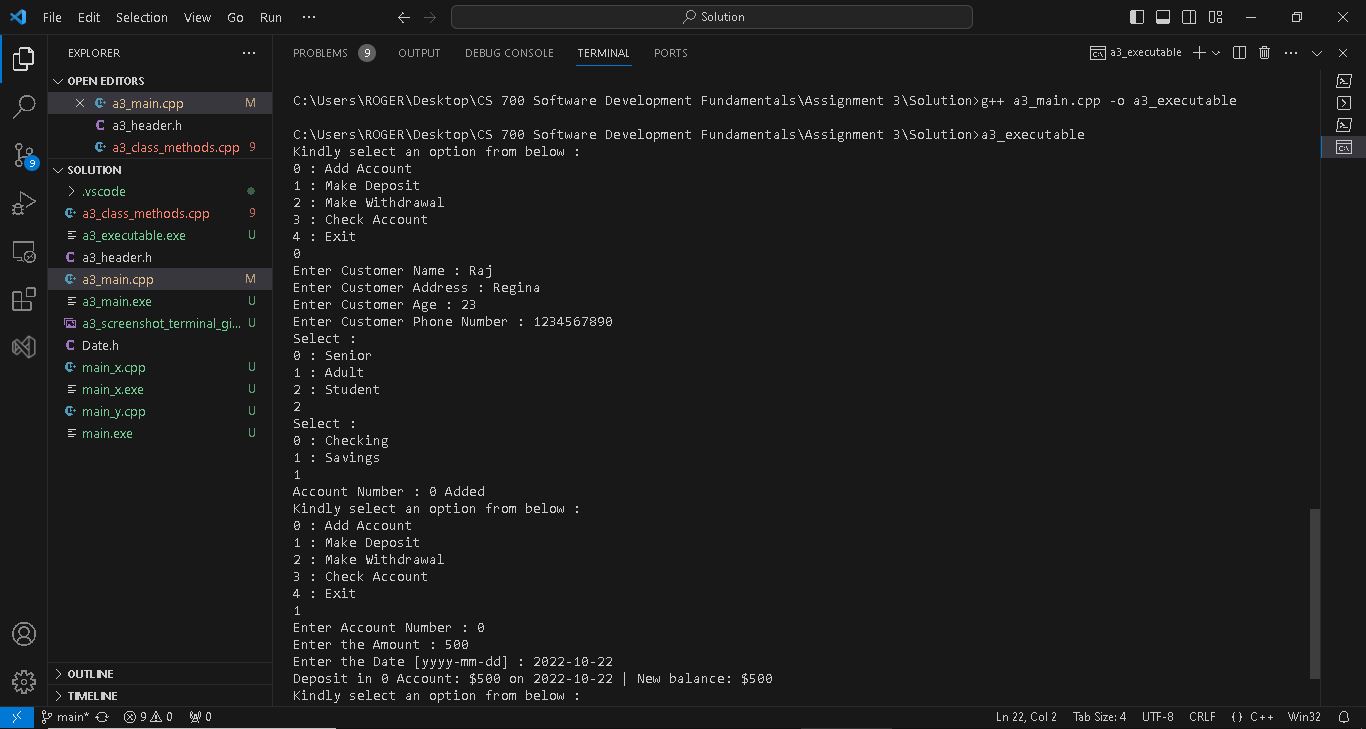 File Edit Selection View Go Run ··· Solution
EXPLORER ···
OPEN EDITORS
a3_main.cpp M
a3_header.h
a3_class_methods.cpp 9
SOLUTION
.vscode
a3_class_methods.cpp 9
a3_executable.exe U
a3_header.h
a3_main.cpp M
a3_main.exe U
a3_screenshot_terminal_gi... U
Date.h
main_x.cpp U
main_x.exe U
main_y.cpp U
main.exe U
OUTLINE
TIMELINE
9
PROBLEMS 9 OUTPUT DEBUG CONSOLE TERMINAL PORTS a3_executable
C:\Users\ROGER\Desktop\CS 700 Software Development Fundamentals\Assignment 3\Solution>g++ a3_main.cpp -o a3_executable
C:\Users\ROGER\Desktop\CS 700 Software Development Fundamentals\Assignment 3\Solution>a3_executable
Kindly select an option from below :
0 : Add Account
1 : Make Deposit
2 : Make Withdrawal
3 : Check Account
4 : Exit
0
Enter Customer Name : Raj
Enter Customer Address : Regina
Enter Customer Age : 23
Enter Customer Phone Number : 1234567890
Select :
0 : Senior
1 : Adult
2 : Student
2
Select :
0 : Checking
1 : Savings
1
Account Number : 0 Added
Kindly select an option from below :
0 : Add Account
1 : Make Deposit
2 : Make Withdrawal
3 : Check Account
4 : Exit
1
Enter Account Number : 0
Enter the Amount : 500
Enter the Date [yyyy-mm-dd] : 2022-10-22
Deposit in 0 Account: $500 on 2022-10-22 | New balance: $500
Kindly select an option from below :
main* 9 0 0 Ln 22, Col 2 Tab Size: 4 UTF-8 CRLF {} C++ Win32